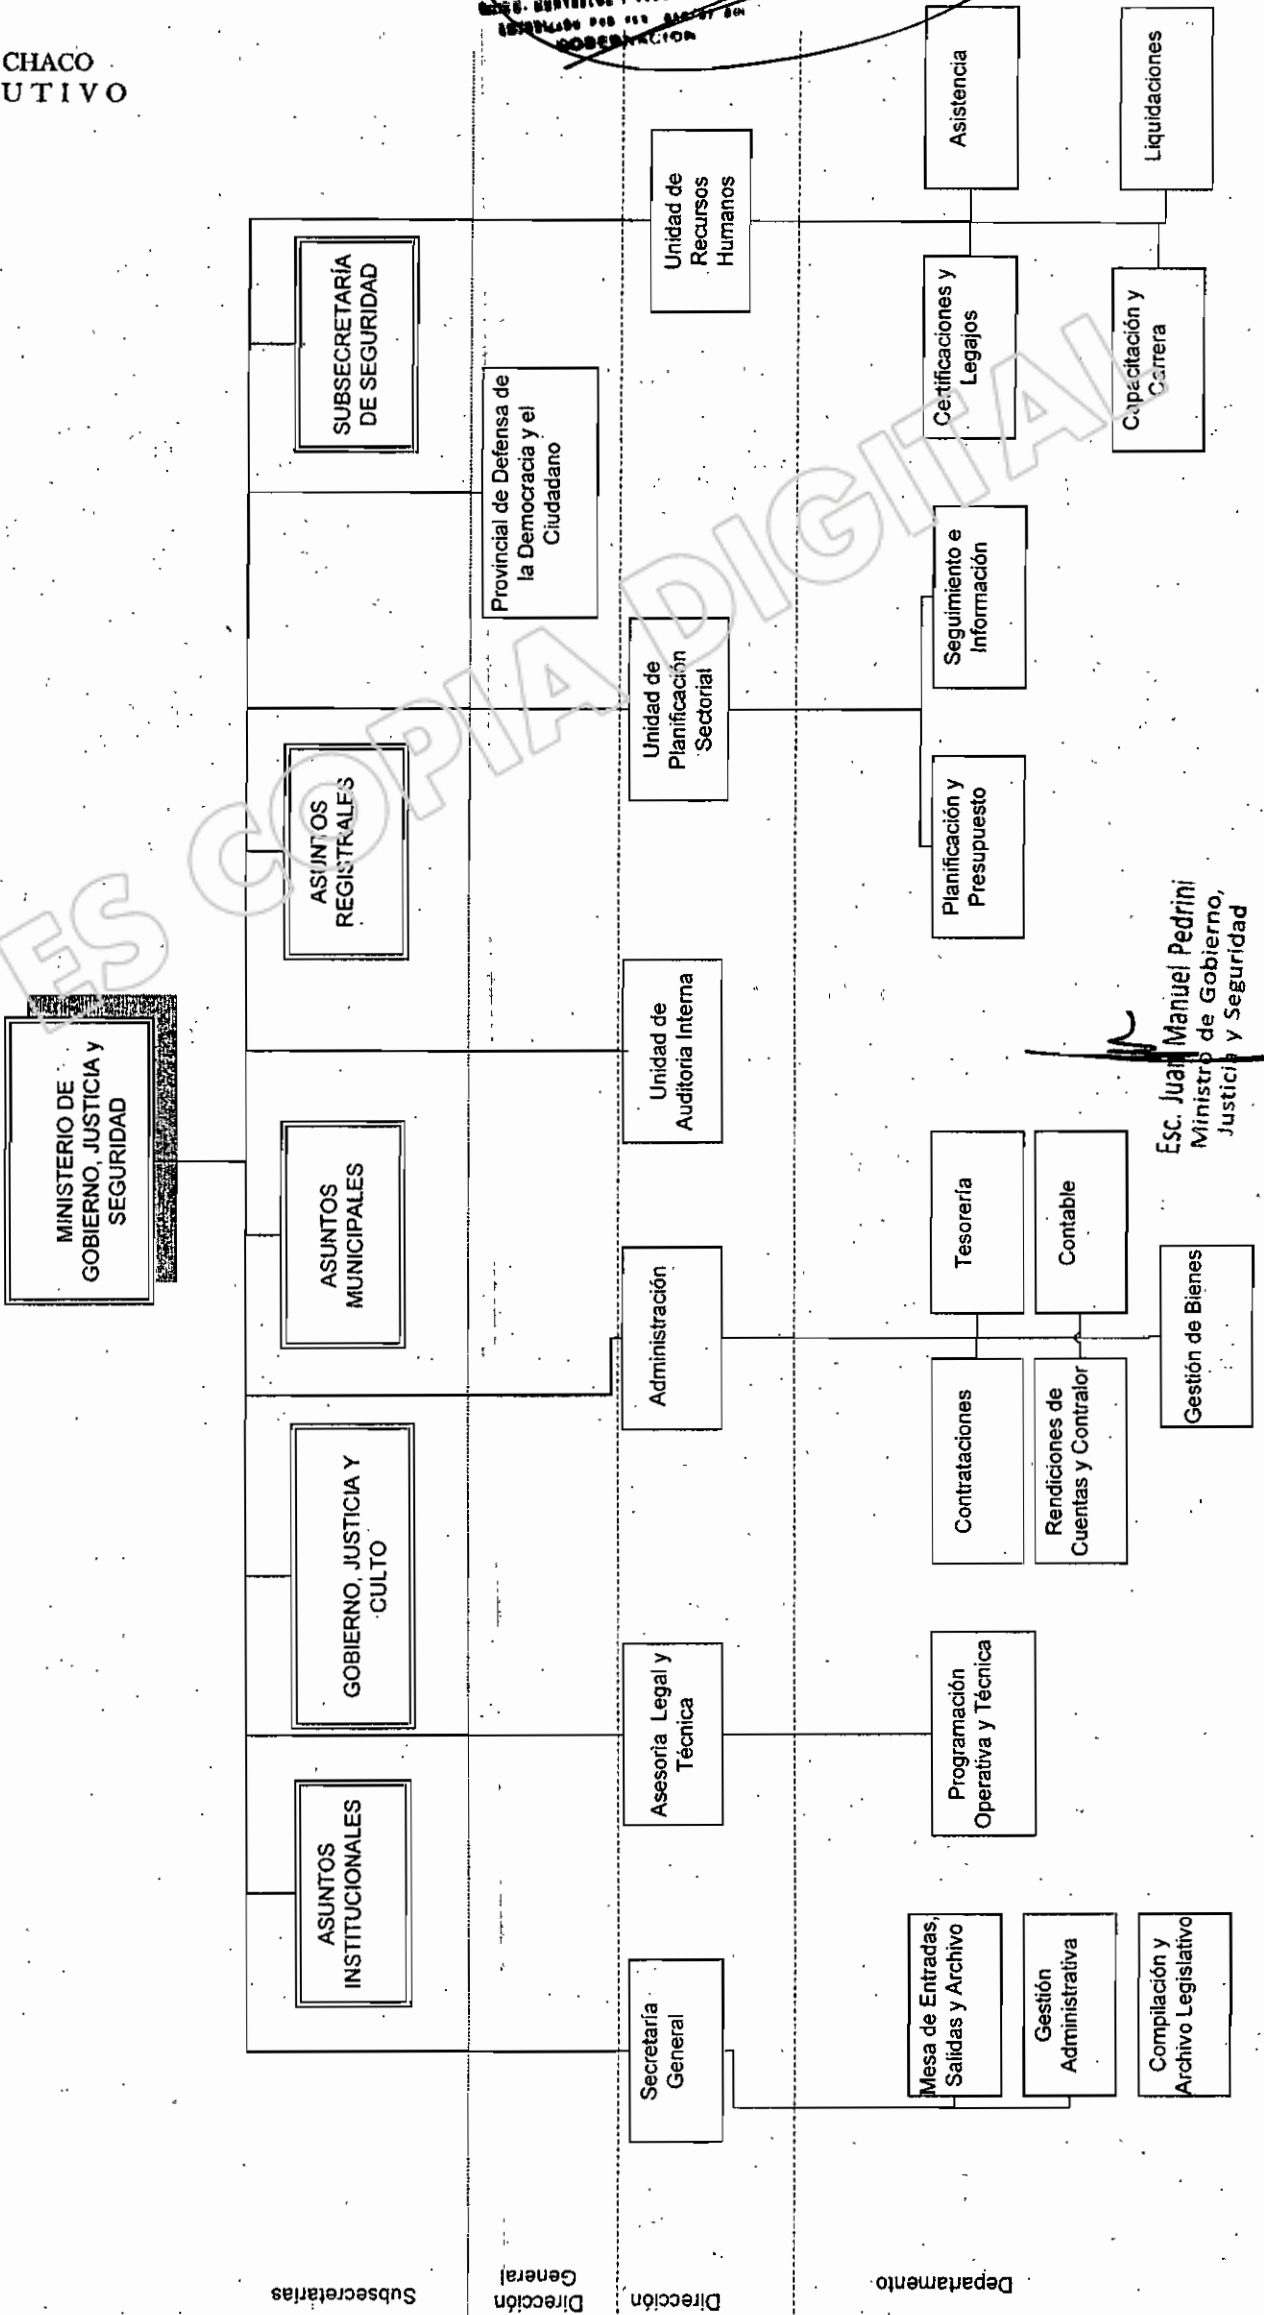 CHACO
UTIVO
GOBERNACION
MINISTERIO DE
GOBIERNO, JUSTICIA y
SEGURIDAD
Subsecretarías
ASUNTOS
INSTITUCIONALES
GOBIERNO, JUSTICIA Y
CULTO
ASUNTOS
MUNICIPALES
ASUNTOS
REGISTRALES
SUBSECRETARÍA
DE SEGURIDAD
Dirección
General
Provincial de Defensa de
la Democracia y el
Ciudadano
Dirección
Secretaría
General
Asesoría Legal y
Técnica
Administración
Unidad de
Auditoria Interna
Unidad de
Planificación
Sectorial
Unidad de
Recursos
Humanos
Departamento
Mesa de Entradas,
Salidas y Archivo
Gestión
Administrativa
Compilación y
Archivo Legislativo
Programación
Operativa y Técnica
Contrataciones
Tesorería
Rendiciones de
Cuentas y Contralor
Contable
Gestión de Bienes
Planificación y
Presupuesto
Seguimiento e
Información
Certificaciones y
Legajos
Asistencia
Capacitación y
Carrera
Liquidaciones
Esc. Juan Manuel Pedrini
Ministro de Gobierno,
Justicia y Seguridad
ES COPIA DIGITAL